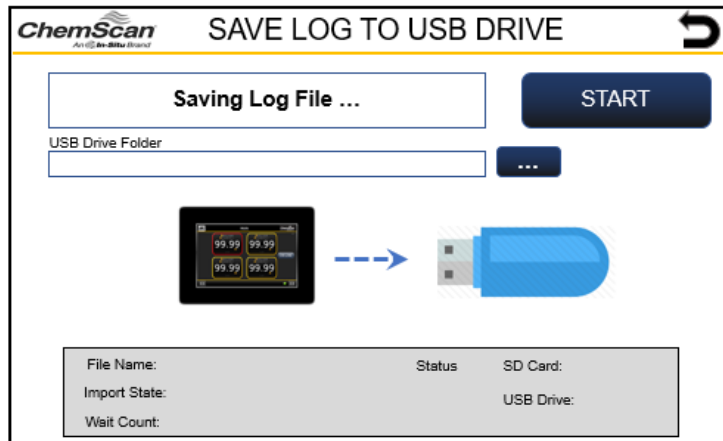 ChemScan
An In-Situ Brand
SAVE LOG TO USB DRIVE
Saving Log File ...
START
USB Drive Folder
...
99.99 99.99
99.99 99.99
File Name:
Status
SD Card:
Import State:
USB Drive:
Wait Count: